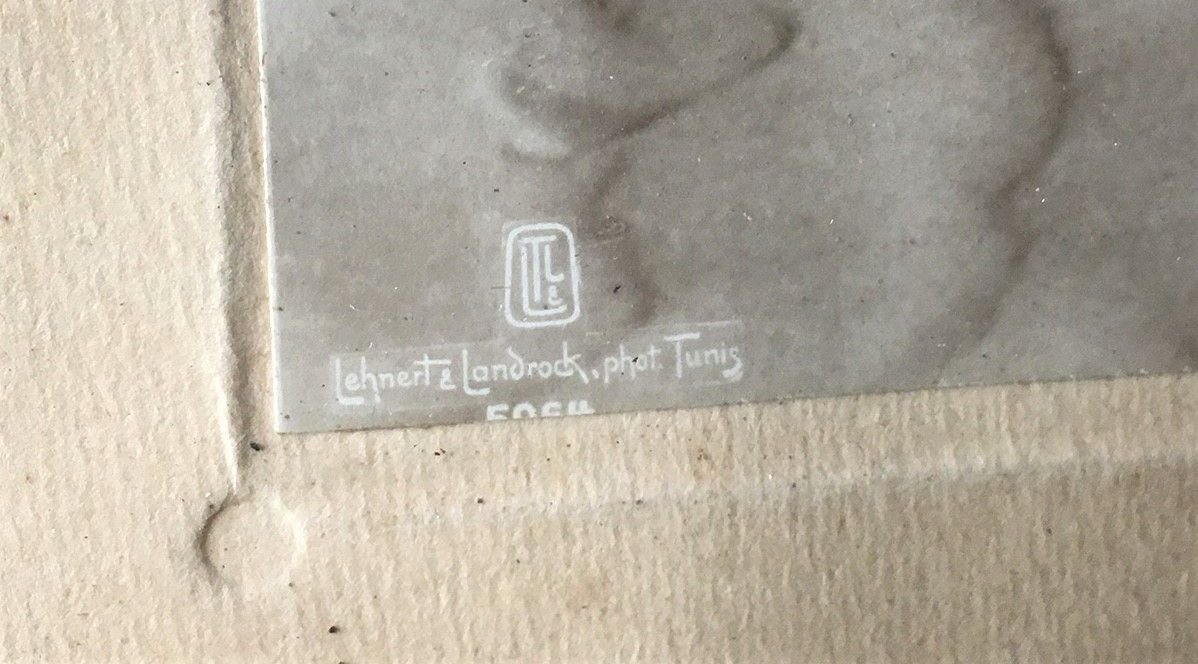 Lehnert & Landrock, phot. Tunis